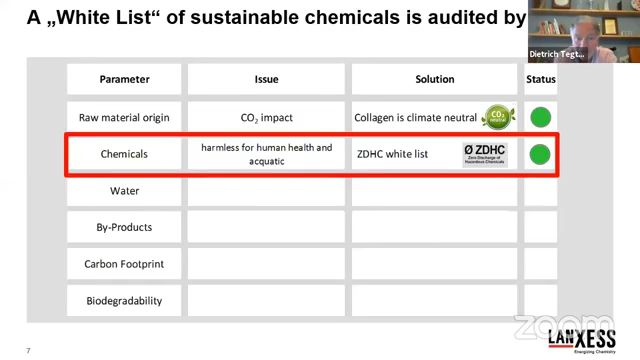 A „White List“ of sustainable chemicals is audited by
Dietrich Tegt...
Parameter Issue Solution Status
Raw material origin CO2 impact Collagen is climate neutral CO2 neutral
Chemicals harmless for human health and acquatic ZDHC white list Ø ZDHC Zero Discharge of Hazardous Chemicals
Water
By-Products
Carbon Footprint
Biodegradability
zoom
7
LANXESS
Energizing Chemistry